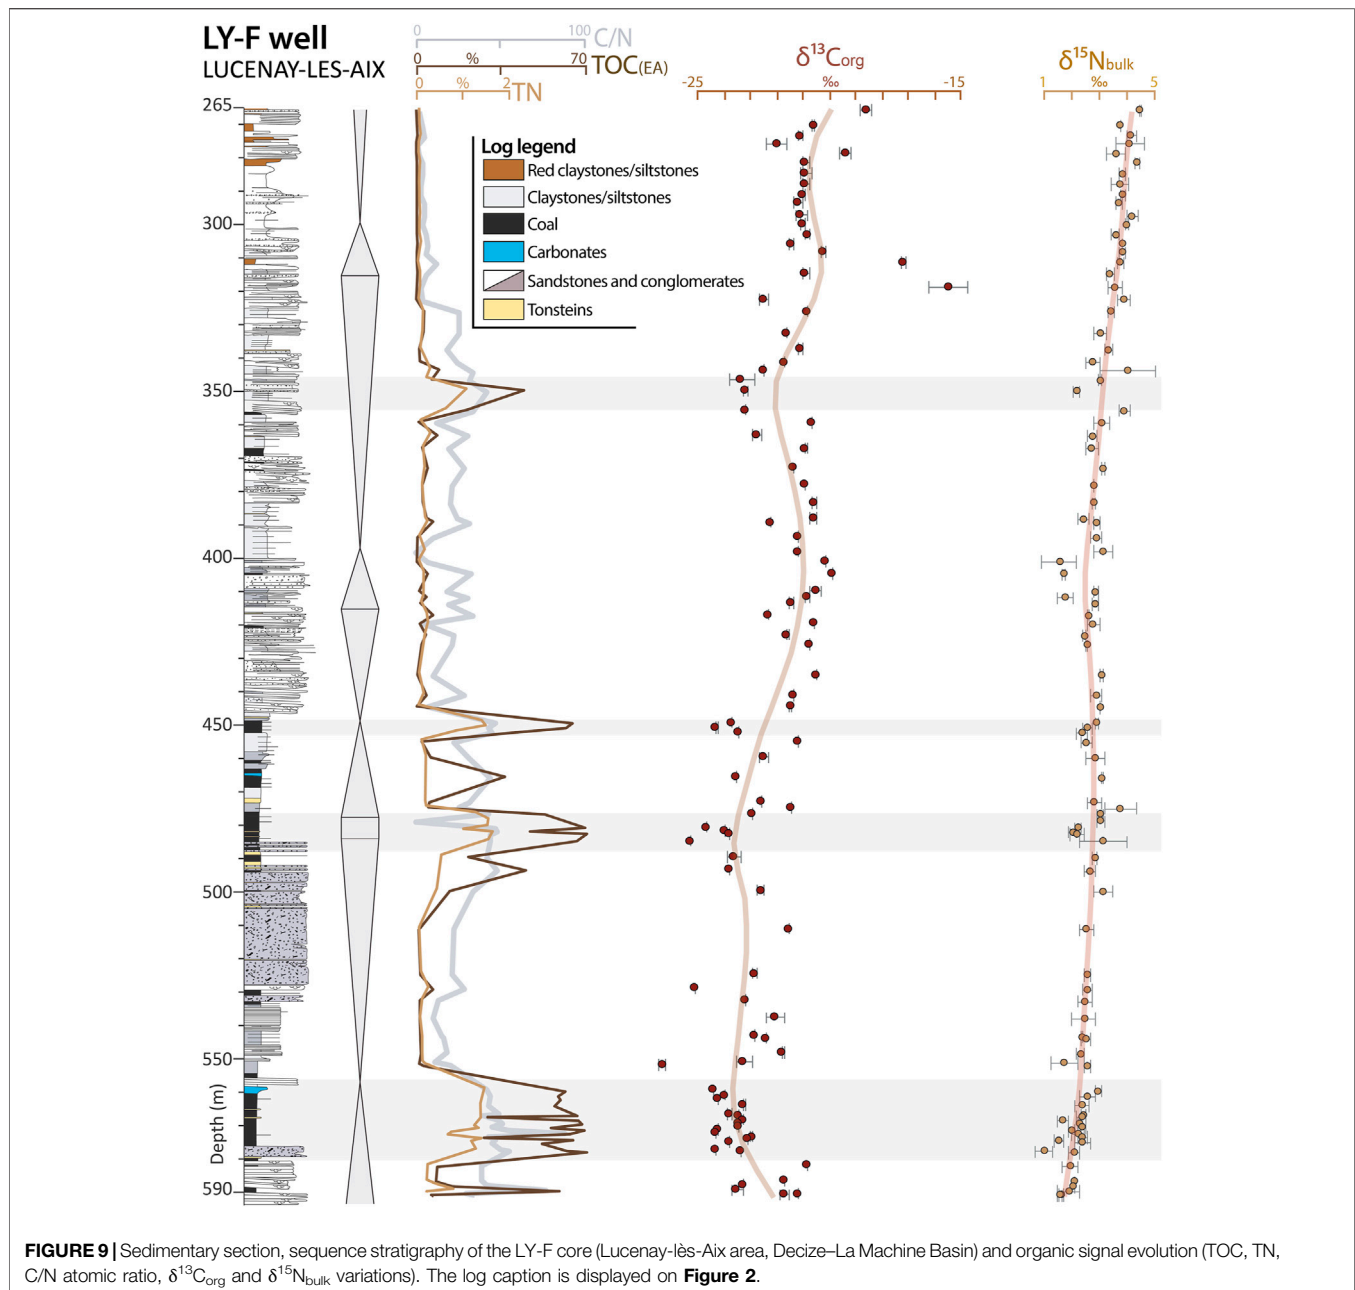 LY-F well
LUCENAY-LES-AIX
0 100 C/N
0 % 70 TOC(EA)
0 % 2 TN
δ13Corg
-25 ‰ -15
δ15Nbulk
1 ‰ 5
Log legend
Red claystones/siltstones
Claystones/siltstones
Coal
Carbonates
Sandstones and conglomerates
Tonsteins
265
300
350
400
450
500
550
590
Depth (m)
FIGURE 9 | Sedimentary section, sequence stratigraphy of the LY-F core (Lucenay-lès-Aix area, Decize–La Machine Basin) and organic signal evolution (TOC, TN,
C/N atomic ratio, δ13Corg and δ15Nbulk variations). The log caption is displayed on Figure 2.